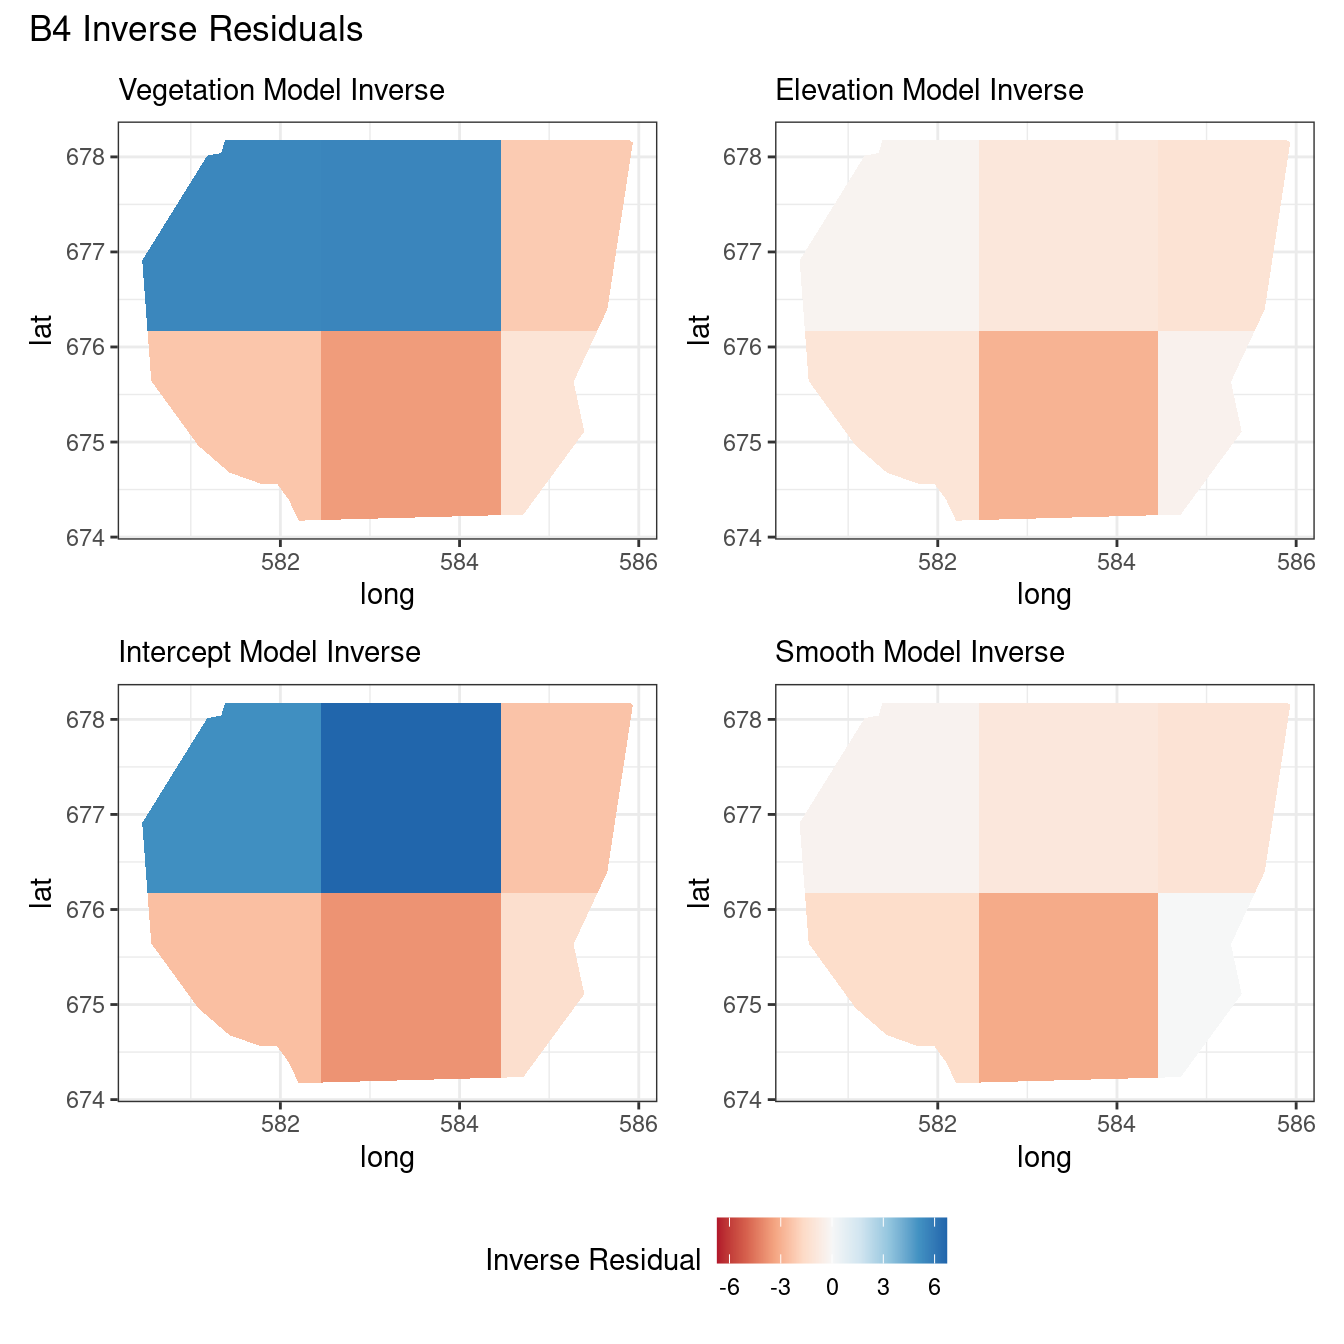 B4 Inverse Residuals
Vegetation Model Inverse
678
677
676
675
674
lat
582 584 586
long
Elevation Model Inverse
678
677
676
675
674
lat
582 584 586
long
Intercept Model Inverse
678
677
676
675
674
lat
582 584 586
long
Smooth Model Inverse
678
677
676
675
674
lat
582 584 586
long
Inverse Residual
-6 -3 0 3 6